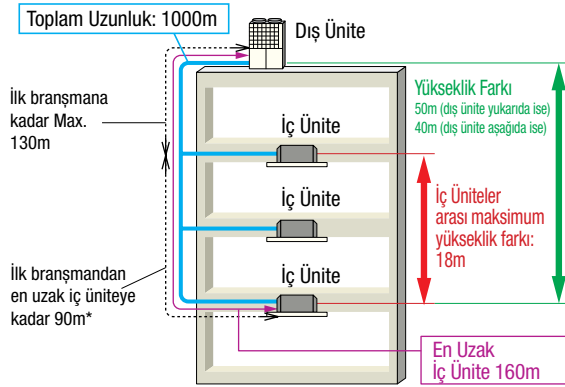 Toplam Uzunluk: 1000m
Dış Ünite
İlk branşmana
kadar Max.
130m
Yükseklik Farkı
50m (dış ünite yukarıda ise)
40m (dış ünite aşağıda ise)
İç Ünite
İç Ünite
İç Üniteler
arası maksimum
yükseklik farkı:
18m
İç Ünite
İlk branşmandan
en uzak iç üniteye
kadar 90m*
En Uzak
İç Ünite 160m